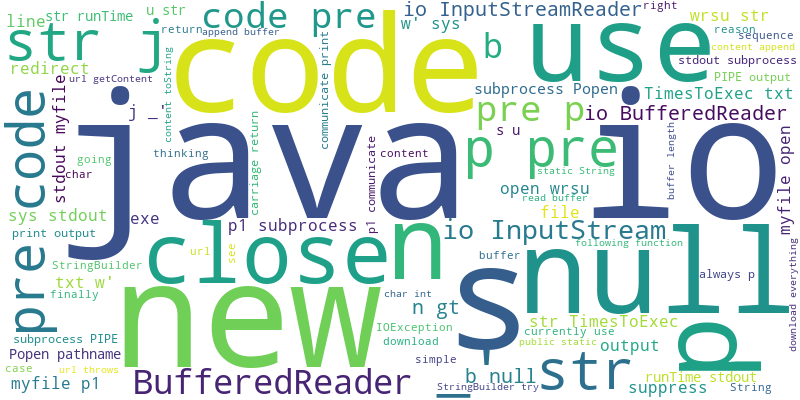 line
str runTime
u str
code pre
io InputStreamReader
right
str j
return
append buffer
w' sys
wrsu str
reason
sequence
redirect
url getContent
code
b
use
content append
stdout subprocess
subprocess Popen
PIPE output
j _'
content toString
communicate print
pre p
TimesToExec txt
io BufferedReader
pre code
stdout myfile
java
io
going
thinking
char
carriage return
p1 communicate
content
s u
p pre
static String
buffer length
myfile open
open wrsu
read buffer
sys stdout
exe
p1 subprocess
file
print output
close
n
io InputStream
following function
StringBuilder
url
see
buffer
null
always p
download everything
txt w'
finally
new
char int
n gt
s '_
str TimesToExec
p
IOException
currently use
subprocess PIPE
download
public static
output
Popen pathname
simple
b null
str
case
url throws
runTime stdout
myfile p1
BufferedReader
StringBuilder try
suppress
String